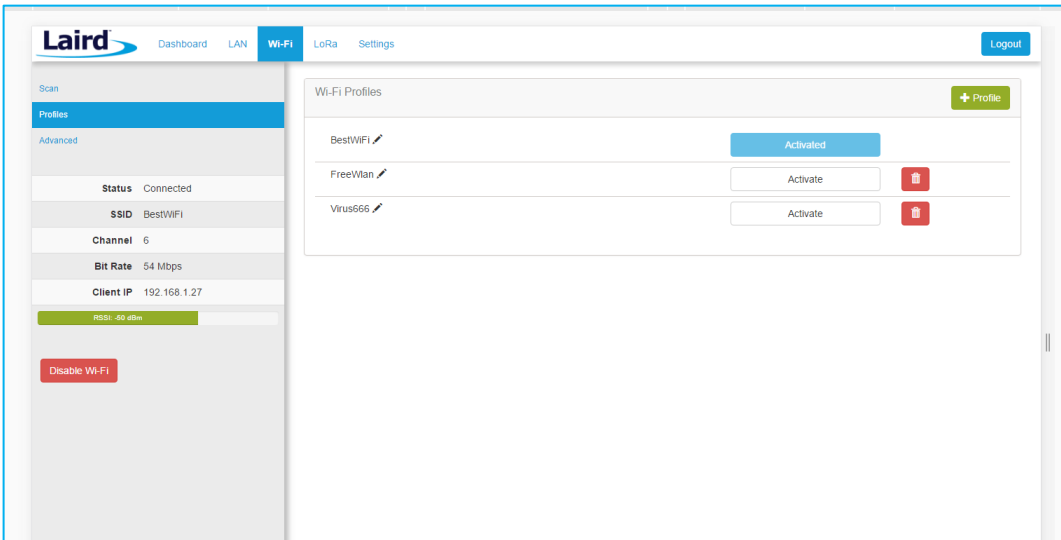 Laird
Dashboard LAN Wi-Fi LoRa Settings Logout
Scan
Profiles
Advanced
Status Connected
SSID BestWiFi
Channel 6
Bit Rate 54 Mbps
Client IP 192.168.1.27
RSSI: -50 dBm
Disable Wi-Fi
Wi-Fi Profiles + Profile
BestWiFi Activated
FreeWlan Activate
Virus666 Activate